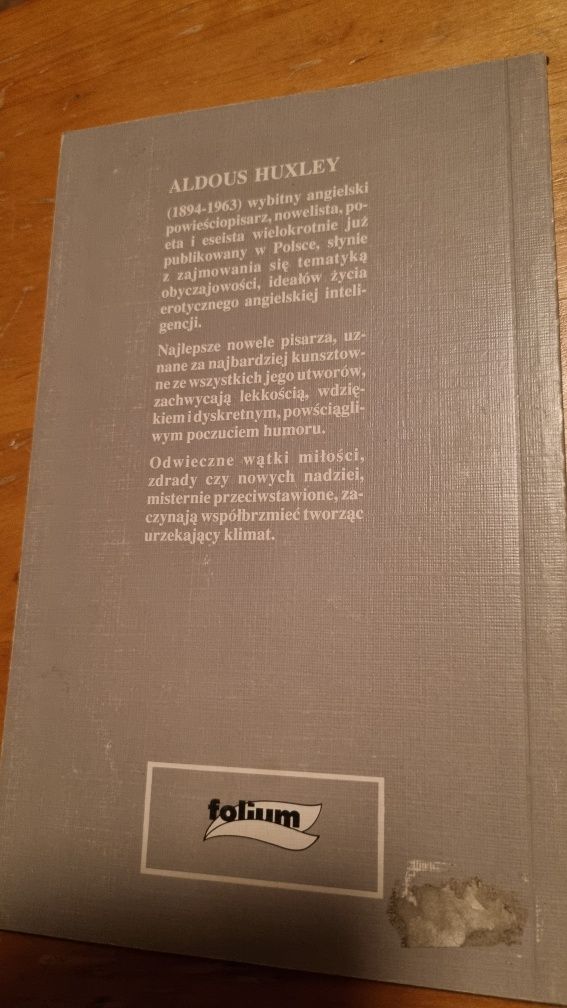 ALDOUS HUXLEY
(1894-1963) wybitny angielski
powieściopisarz, nowelista, po-
eta i eseista wielokrotnie już
publikowany w Polsce, słynie
z zajmowania się tematyką
obyczajowości, ideałów życia
erotycznego angielskiej inteli-
gencji.
Najlepsze nowele pisarza, uz-
nane za najbardziej kunsztow-
ne ze wszystkich jego utworów,
zachwycają lekkością, wdzię-
kiem i dyskretnym, powściągli-
wym poczuciem humoru.
Odwieczne wątki miłości,
zdrady czy nowych nadziei,
misternie przeciwstawione, za-
czynają współbrzmieć tworząc
urzekający klimat.
folium